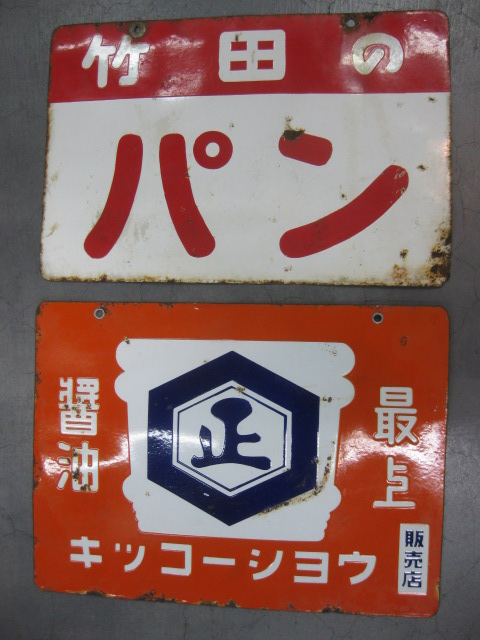 竹田の
パン
最上
醤油
正
キッコーショウ
販売店